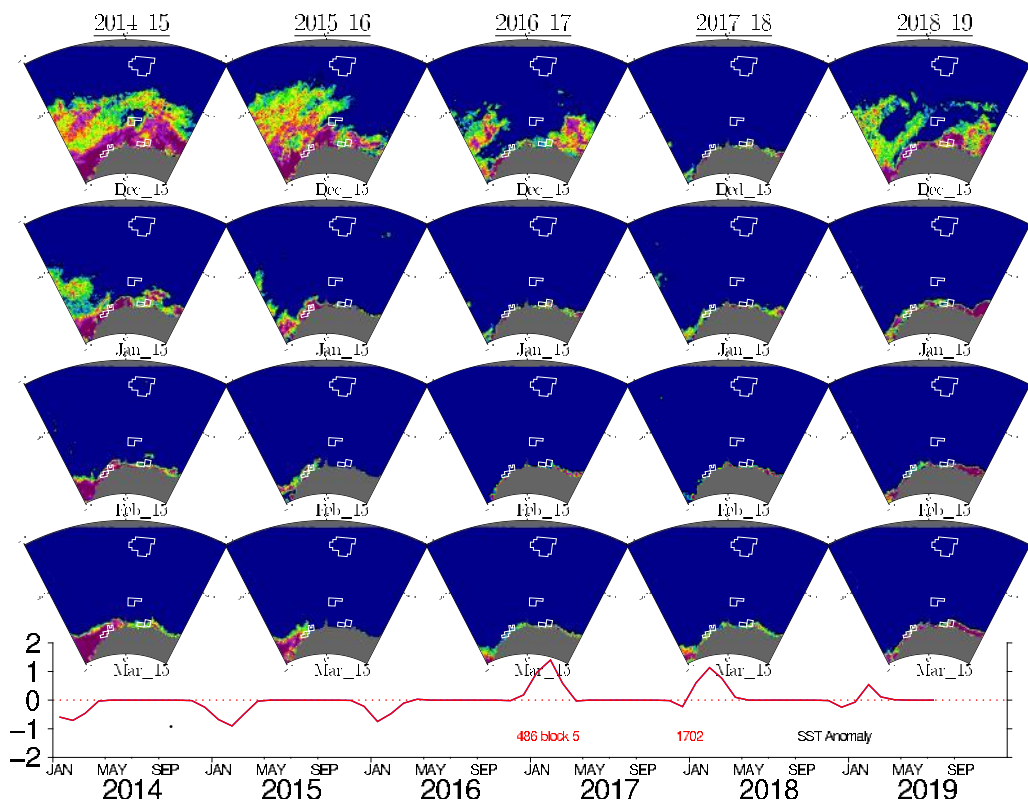 2014_15 2015_16 2016_17 2017_18 2018_19
Dec_15 Dec_15 Dec_15 Dec_15 Dec_15
Jan_15 Jan_15 Jan_15 Jan_15 Jan_15
Feb_15 Feb_15 Feb_15 Feb_15 Feb_15
Mar_15 Mar_15 Mar_15 Mar_15 Mar_15
2
1
0
−1
−2
486 block 5 1702 SST Anomaly
JAN MAY SEP JAN MAY SEP JAN MAY SEP JAN MAY SEP JAN MAY SEP JAN MAY SEP
2014 2015 2016 2017 2018 2019